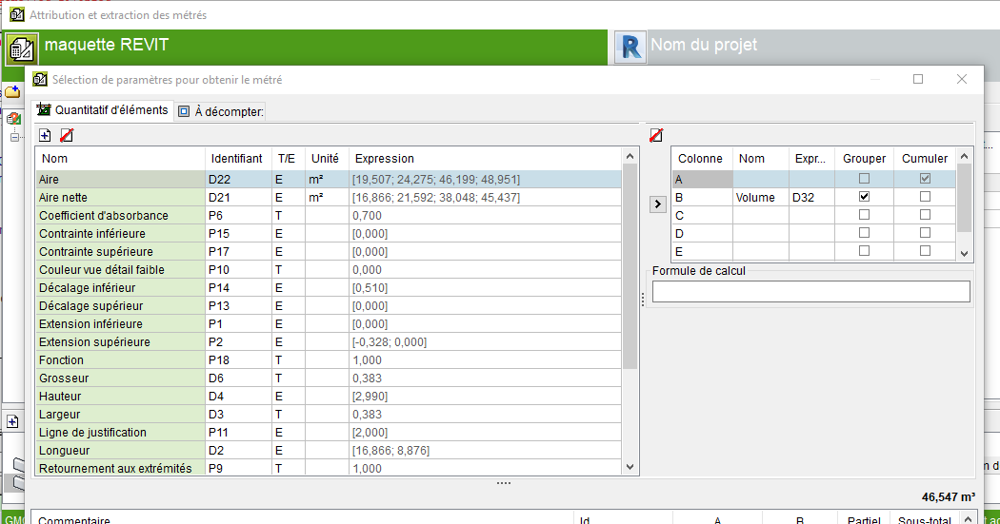 Attribution et extraction des métrés
maquette REVIT
Nom du projet
Sélection de paramètres pour obtenir le métré
Quantitatif d'éléments
À décompter:
Nom Identifiant T/E Unité Expression
Aire D22 E m² [19,507; 24,275; 46,199; 48,951]
Aire nette D21 E m² [16,866; 21,592; 38,048; 45,437]
Coefficient d'absorbance P6 T 0,700
Contrainte inférieure P15 E [0,000]
Contrainte supérieure P17 E [0,000]
Couleur vue détail faible P10 T 0,000
Décalage inférieur P14 E [0,510]
Décalage supérieur P13 E [0,000]
Extension inférieure P1 E [0,000]
Extension supérieure P2 E [-0,328; 0,000]
Fonction P18 T 1,000
Grosseur D6 T 0,383
Hauteur D4 E [2,990]
Largeur D3 T 0,383
Ligne de justification P11 E [2,000]
Longueur D2 E [16,866; 8,876]
Retournement aux extrémités P9 T 1,000
Colonne Nom Expr... Grouper Cumuler
A
B Volume D32
C
D
E
Formule de calcul
46,547 m³
Commentaire Id A B Partiel Sous-total